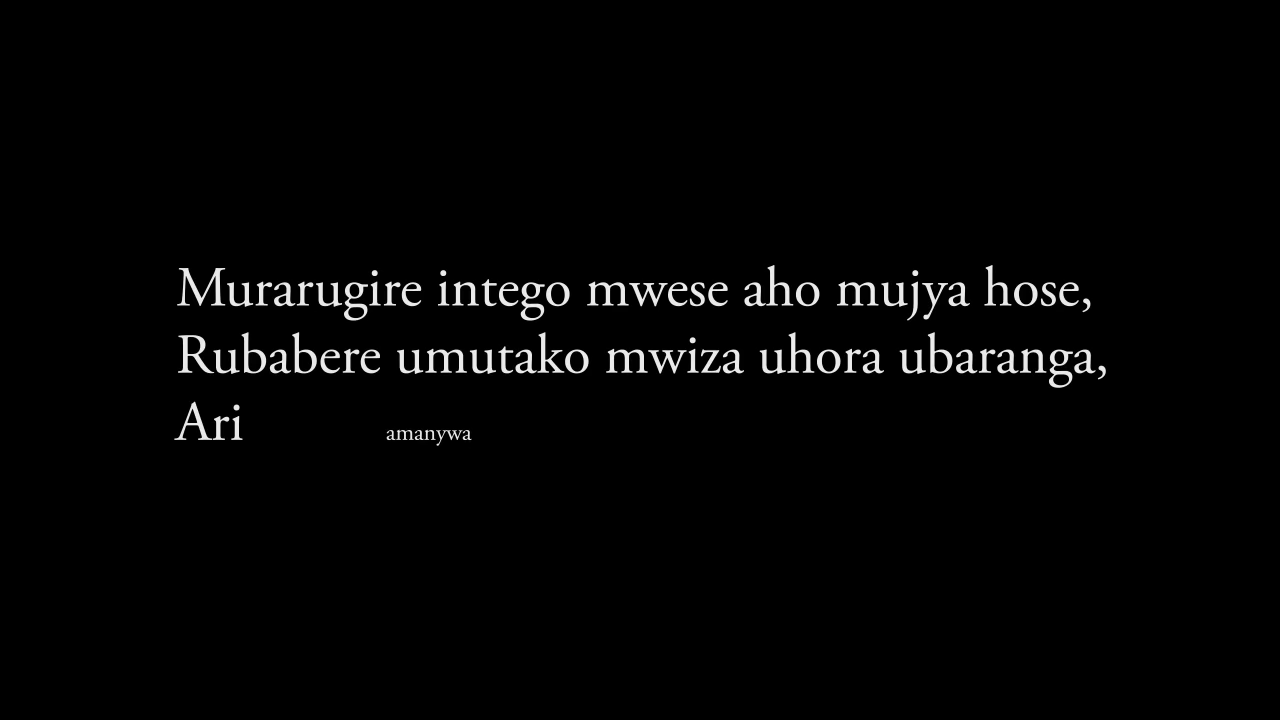 Murarugire intego mwese aho mujya hose,
Rubabere umutako mwiza uhora ubaranga,
Ari amanywa